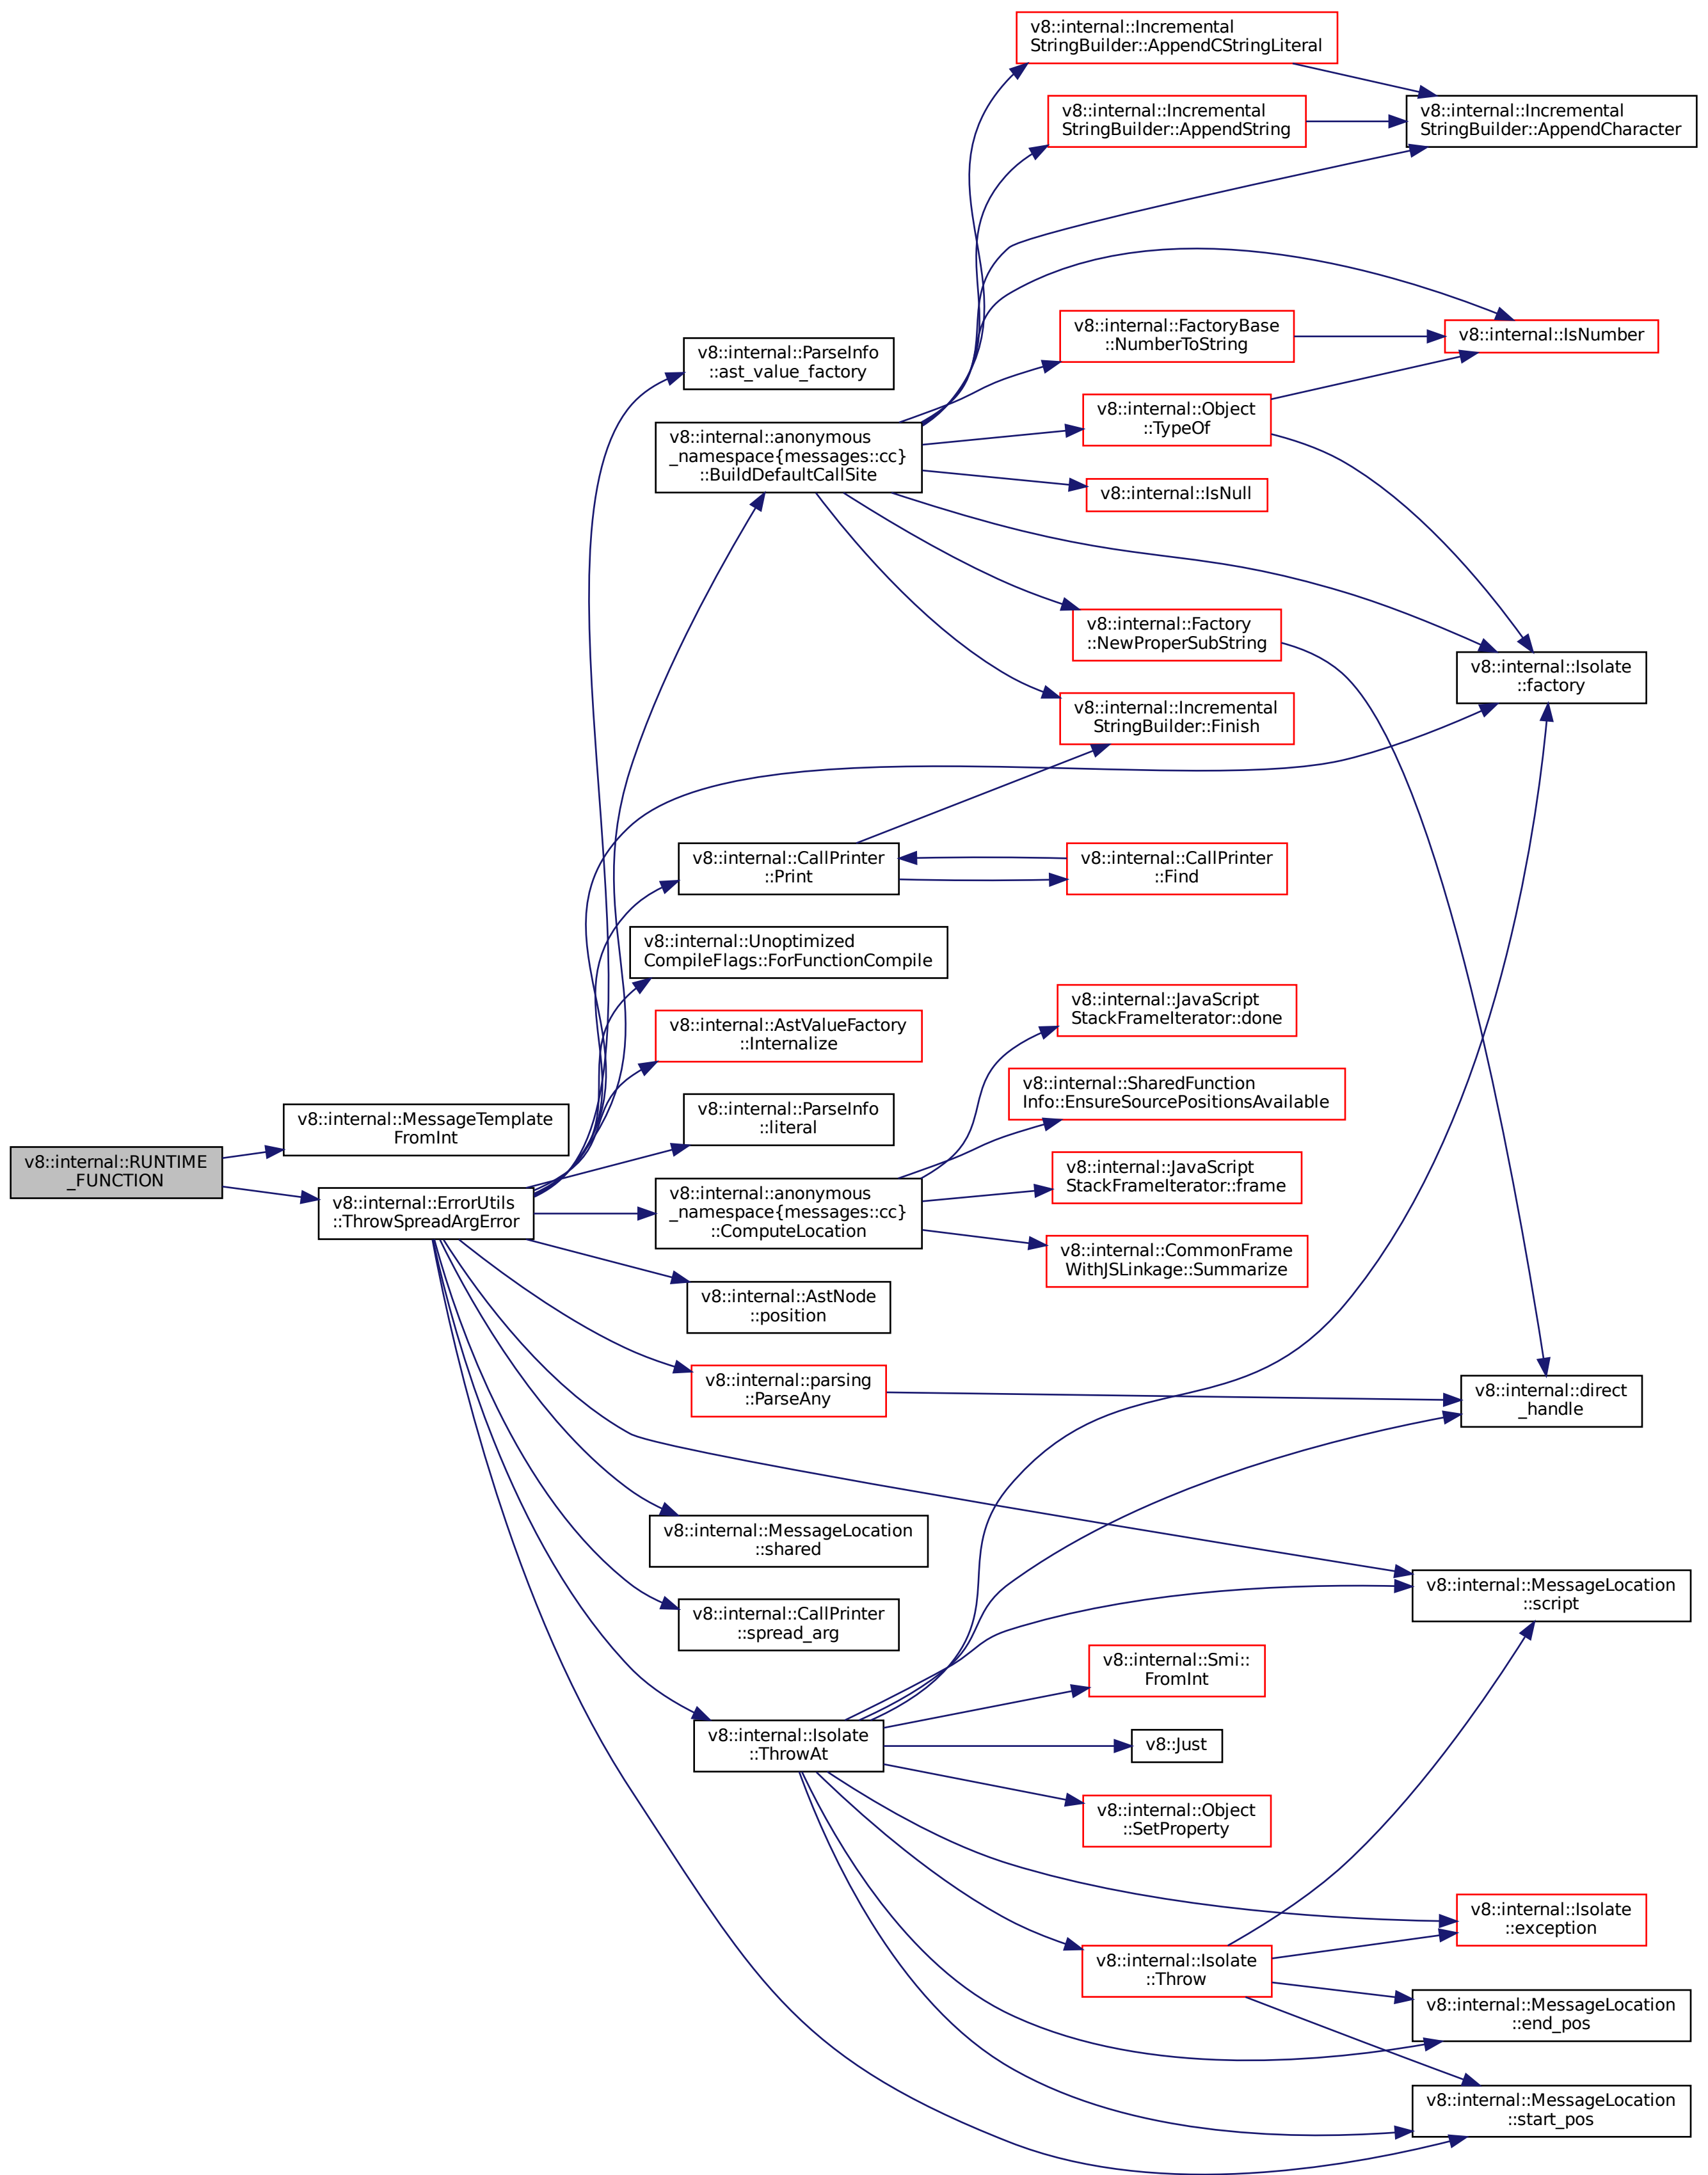 v8::internal::Incremental
StringBuilder::AppendCStringLiteral
v8::internal::Incremental
StringBuilder::AppendString
v8::internal::Incremental
StringBuilder::AppendCharacter
v8::internal::FactoryBase
::NumberToString
v8::internal::IsNumber
v8::internal::ParseInfo
::ast_value_factory
v8::internal::Object
::TypeOf
v8::internal::anonymous
_namespace{messages::cc}
::BuildDefaultCallSite
v8::internal::IsNull
v8::internal::Factory
::NewProperSubString
v8::internal::Isolate
::factory
v8::internal::Incremental
StringBuilder::Finish
v8::internal::CallPrinter
::Print
v8::internal::CallPrinter
::Find
v8::internal::Unoptimized
CompileFlags::ForFunctionCompile
v8::internal::JavaScript
StackFrameIterator::done
v8::internal::AstValueFactory
::Internalize
v8::internal::SharedFunction
Info::EnsureSourcePositionsAvailable
v8::internal::MessageTemplate
FromInt
v8::internal::ParseInfo
::literal
v8::internal::RUNTIME
_FUNCTION
v8::internal::JavaScript
StackFrameIterator::frame
v8::internal::ErrorUtils
::ThrowSpreadArgError
v8::internal::anonymous
_namespace{messages::cc}
::ComputeLocation
v8::internal::CommonFrame
WithJSLinkage::Summarize
v8::internal::AstNode
::position
v8::internal::parsing
::ParseAny
v8::internal::direct
_handle
v8::internal::MessageLocation
::shared
v8::internal::MessageLocation
::script
v8::internal::CallPrinter
::spread_arg
v8::internal::Smi::
FromInt
v8::internal::Isolate
::ThrowAt
v8::Just
v8::internal::Object
::SetProperty
v8::internal::Isolate
::exception
v8::internal::Isolate
::Throw
v8::internal::MessageLocation
::end_pos
v8::internal::MessageLocation
::start_pos